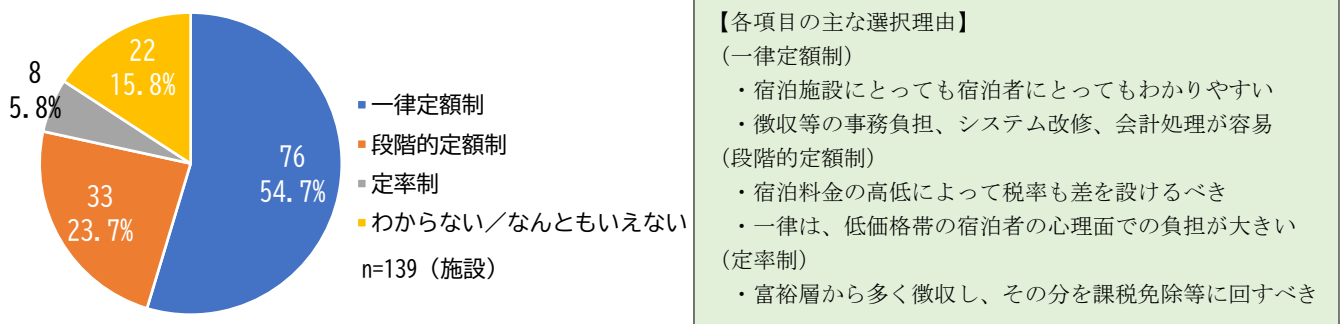 22
15.8%
8
5.8%
33
23.7%
76
54.7%
一律定額制
段階的定額制
定率制
わからない／なんともいえない
n=139（施設）
【各項目の主な選択理由】
（一律定額制）
・宿泊施設にとっても宿泊者にとってもわかりやすい
・徴収等の事務負担、システム改修、会計処理が容易
（段階的定額制）
・宿泊料金の高低によって税率も差を設けるべき
・一律は、低価格帯の宿泊者の心理面での負担が大きい
（定率制）
・富裕層から多く徴収し、その分を課税免除等に回すべき